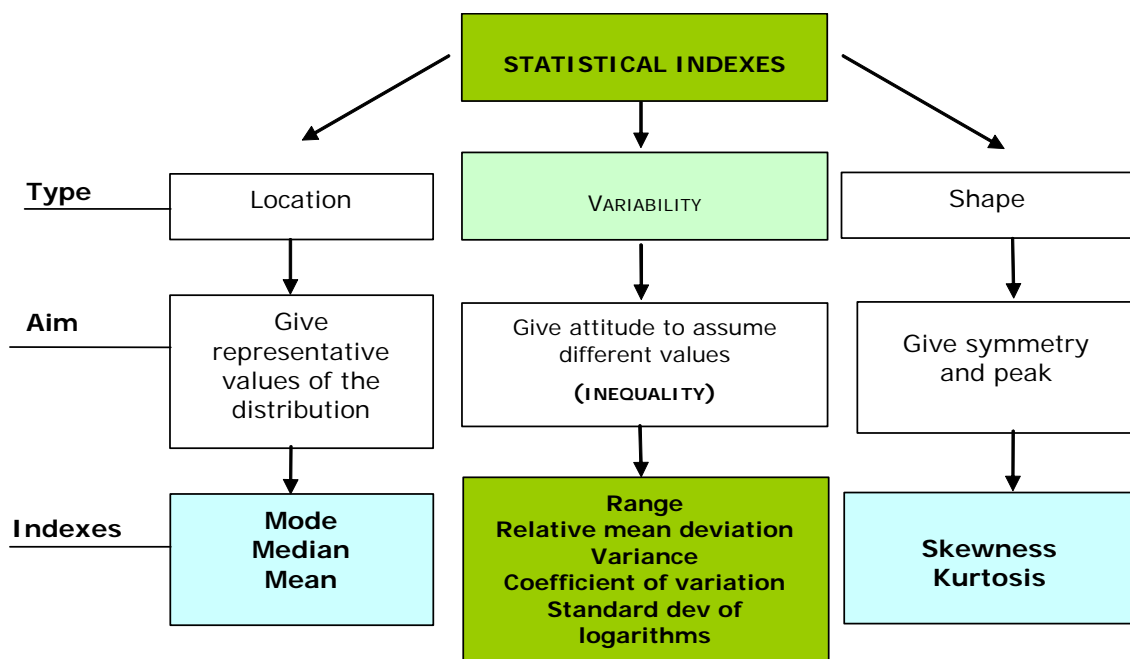 STATISTICAL INDEXES
Type
Location
VARIABILITY
Shape
Aim
Give
representative
values of the
distribution
Give attitude to assume
different values
(INEQUALITY)
Give symmetry
and peak
Indexes
Mode
Median
Mean
Range
Relative mean deviation
Variance
Coefficient of variation
Standard dev of
logarithms
Skewness
Kurtosis